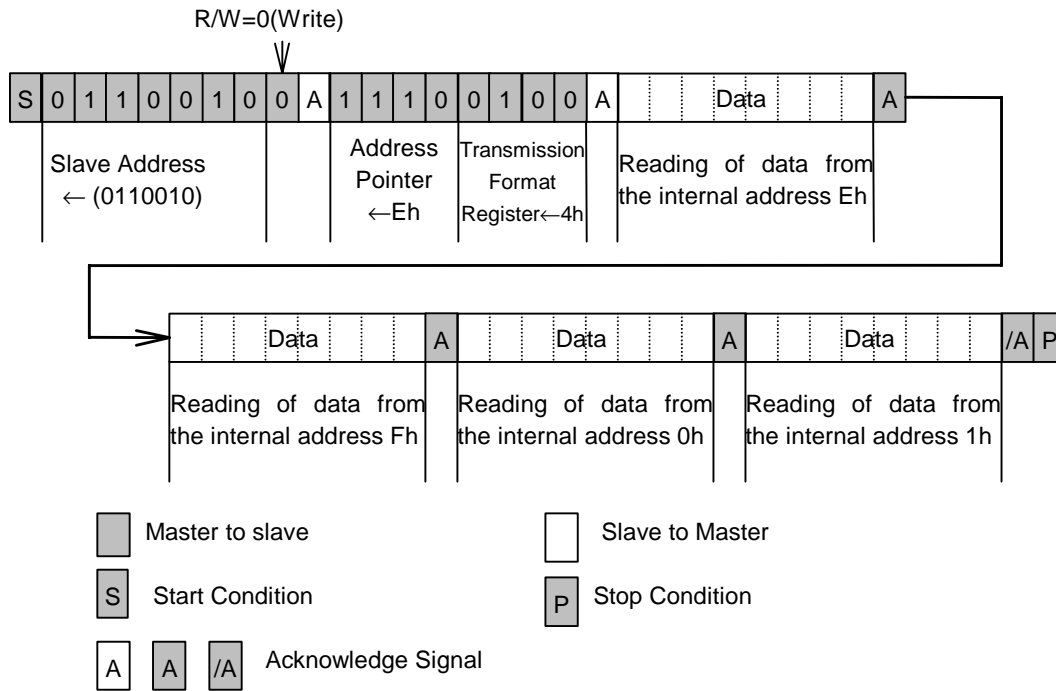 R/W=0(Write)
S 0 1 1 0 0 1 0 0 A 1 1 1 0 0 1 0 0 A Data A
Slave Address
← (0110010)
Address
Pointer
←Eh
Transmission
Format
Register←4h
Reading of data from
the internal address Eh
Data A Data A Data /A P
Reading of data from
the internal address Fh
Reading of data from
the internal address 0h
Reading of data from
the internal address 1h
Master to slave
Slave to Master
S Start Condition
P Stop Condition
A A /A Acknowledge Signal